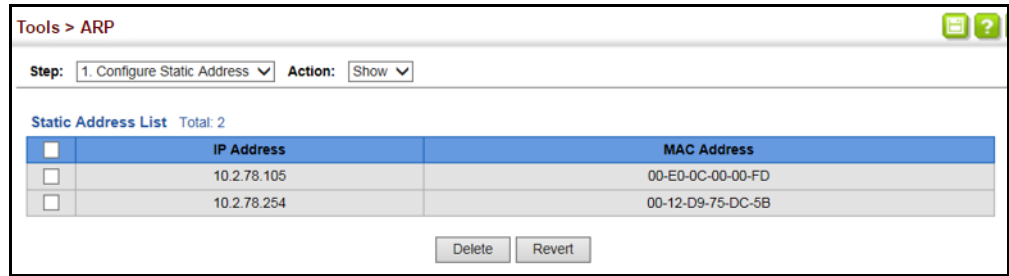 Tools > ARP
?
Step: 1. Configure Static Address Action: Show
Static Address List Total: 2
IP Address MAC Address
10.2.78.105 00-E0-0C-00-00-FD
10.2.78.254 00-12-D9-75-DC-5B
Delete Revert